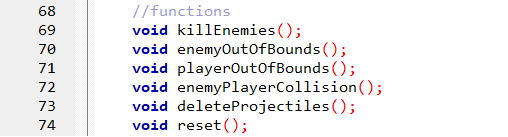 68 //functions
69 void killEnemies();
70 void enemyOutOfBounds();
71 void playerOutOfBounds();
72 void enemyPlayerCollision();
73 void deleteProjectiles();
74 void reset();